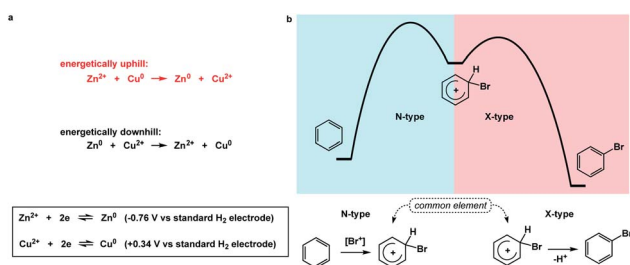 a
energetically uphill:
Zn²⁺ + Cu⁰ → Zn⁰ + Cu²⁺
energetically downhill:
Zn⁰ + Cu²⁺ → Zn²⁺ + Cu⁰
Zn²⁺ + 2e ⇌ Zn⁰ (-0.76 V vs standard H₂ electrode)
Cu²⁺ + 2e ⇌ Cu⁰ (+0.34 V vs standard H₂ electrode)
b
H
Br
+
N-type
X-type
Br
common element
N-type
X-type
[Br⁺]
H
Br
+
H
Br
+
-H⁺
Br